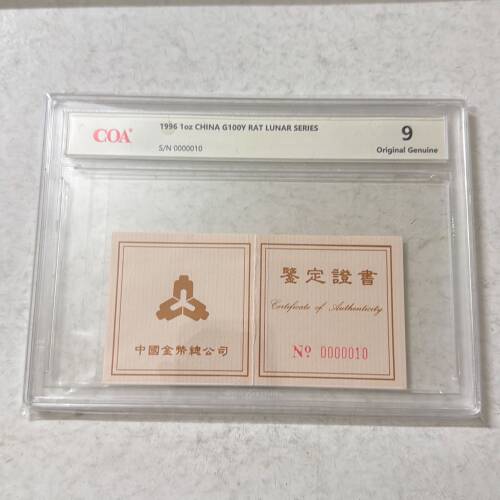 COA®
1996 1oz CHINA G100Y RAT LUNAR SERIES
S/N 0000010
9
Original Genuine
中國金幣總公司
鑒定證書
Certificate of Authenticity
Nº 0000010